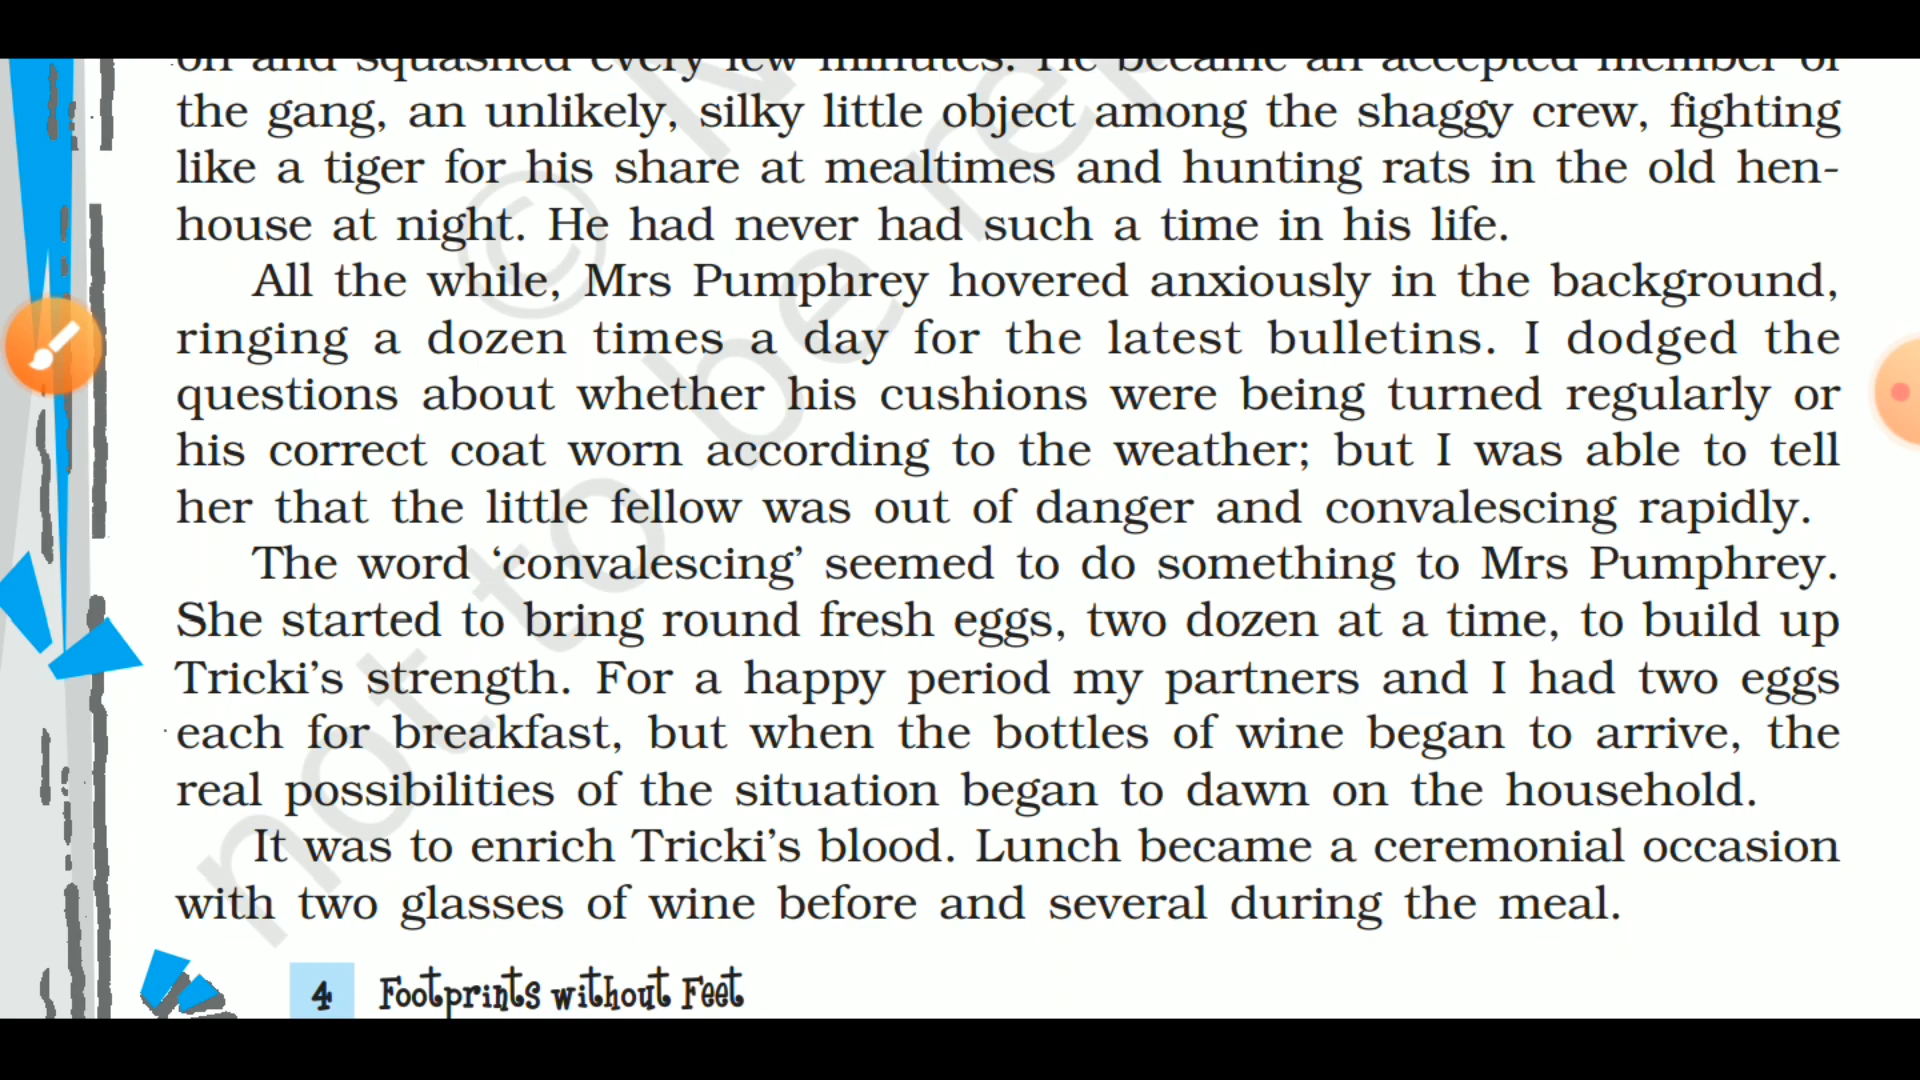 on and squashed every few minutes. He became an accepted member of
the gang, an unlikely, silky little object among the shaggy crew, fighting
like a tiger for his share at mealtimes and hunting rats in the old hen-
house at night. He had never had such a time in his life.
All the while, Mrs Pumphrey hovered anxiously in the background,
ringing a dozen times a day for the latest bulletins. I dodged the
questions about whether his cushions were being turned regularly or
his correct coat worn according to the weather; but I was able to tell
her that the little fellow was out of danger and convalescing rapidly.
The word ‘convalescing’ seemed to do something to Mrs Pumphrey.
She started to bring round fresh eggs, two dozen at a time, to build up
Tricki’s strength. For a happy period my partners and I had two eggs
each for breakfast, but when the bottles of wine began to arrive, the
real possibilities of the situation began to dawn on the household.
It was to enrich Tricki’s blood. Lunch became a ceremonial occasion
with two glasses of wine before and several during the meal.
4 Footprints without Feet
©
not to be rep